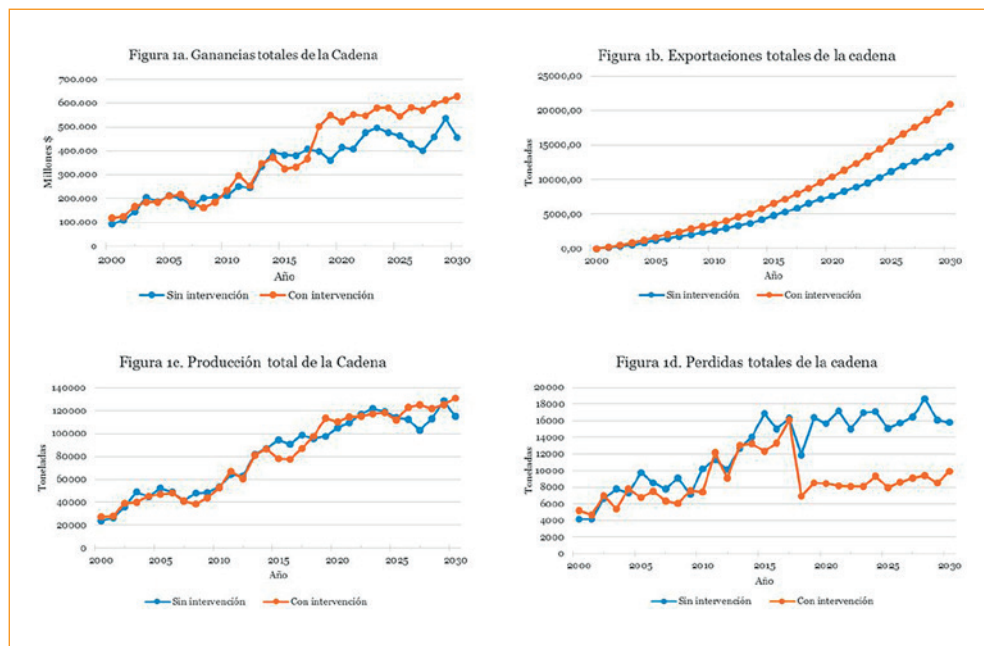 Figura 1a. Ganancias totales de la Cadena
700.000
600.000
500.000
400.000
300.000
200.000
100.000
0
Millones $
2000 2005 2010 2015 2020 2025 2030
Año
Sin intervención Con intervención
Figura 1b. Exportaciones totales de la cadena
25000,00
20000,00
15000,00
10000,00
5000,00
0,00
Toneladas
2000 2005 2010 2015 2020 2025 2030
Año
Sin intervención Con intervención
Figura 1c. Producción total de la Cadena
140000
120000
100000
80000
60000
40000
20000
0
Toneladas
2000 2005 2010 2015 2020 2025 2030
Año
Sin intervención Con intervención
Figura 1d. Perdidas totales de la cadena
20000
18000
16000
14000
12000
10000
8000
6000
4000
2000
0
Toneladas
2000 2005 2010 2015 2020 2025 2030
Año
Sin intervención Con intervención